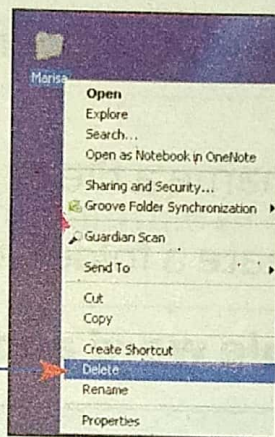 Marisa
Open
Explore
Search...
Open as Notebook in OneNote
Sharing and Security...
Groove Folder Synchronization
Guardian Scan
Send To
Cut
Copy
Create Shortcut
Delete
Rename
Properties